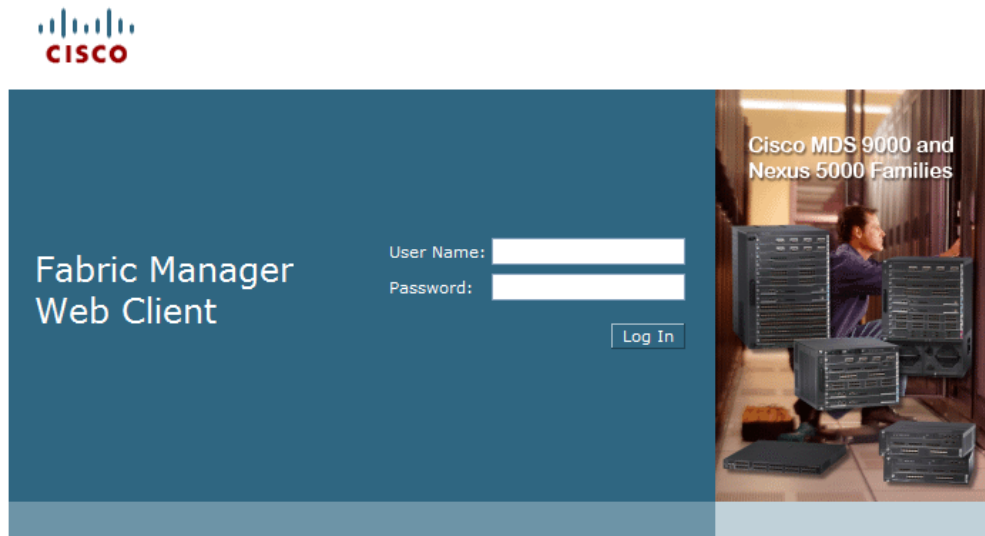 CISCO
Cisco MDS 9000 and
Nexus 5000 Families
Fabric Manager
Web Client
User Name:
Password:
Log In